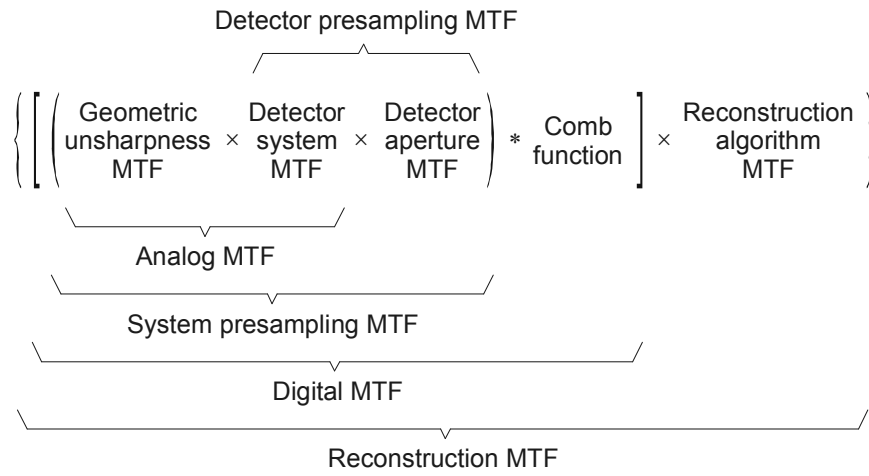 Detector presampling MTF
Geometric Detector Detector Reconstruction
unsharpness × system × aperture * Comb function × algorithm
MTF MTF MTF MTF
Analog MTF
System presampling MTF
Digital MTF
Reconstruction MTF